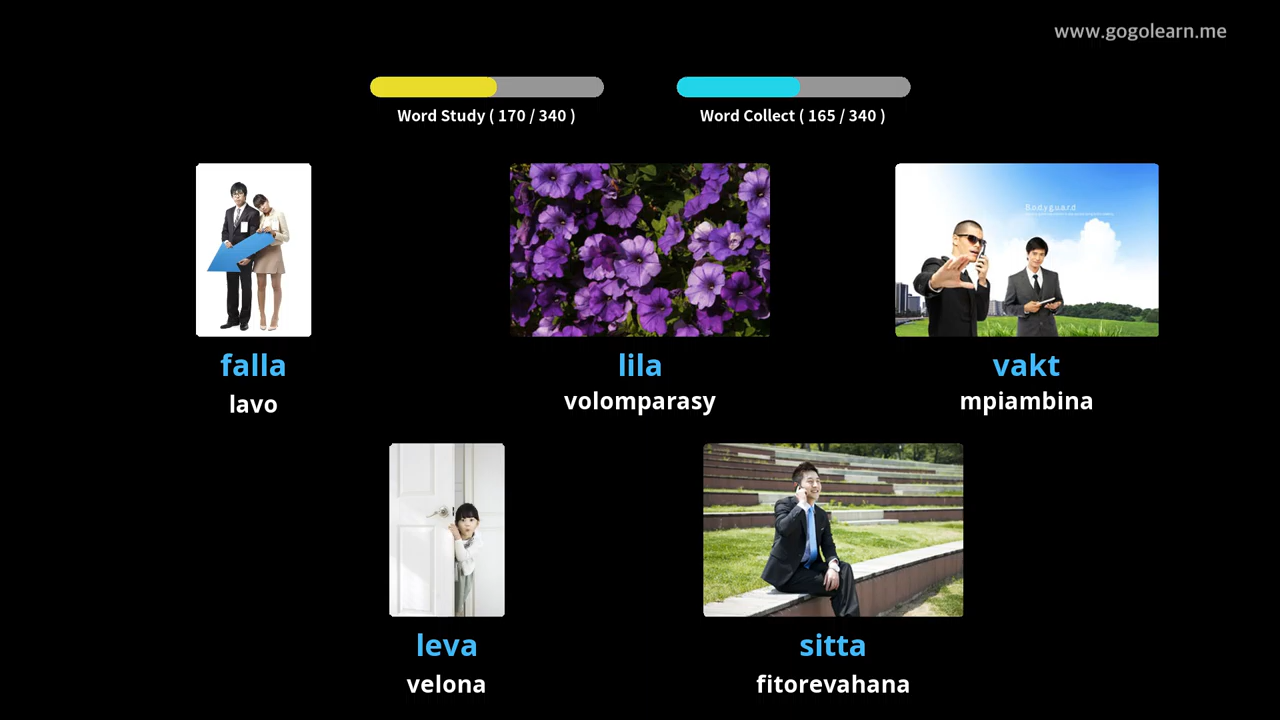 www.gogolearn.me
Word Study ( 170 / 340 )
Word Collect ( 165 / 340 )
Bodyguard
falla
lavo
lila
volomparasy
vakt
mpiambina
leva
velona
sitta
fitorevahana